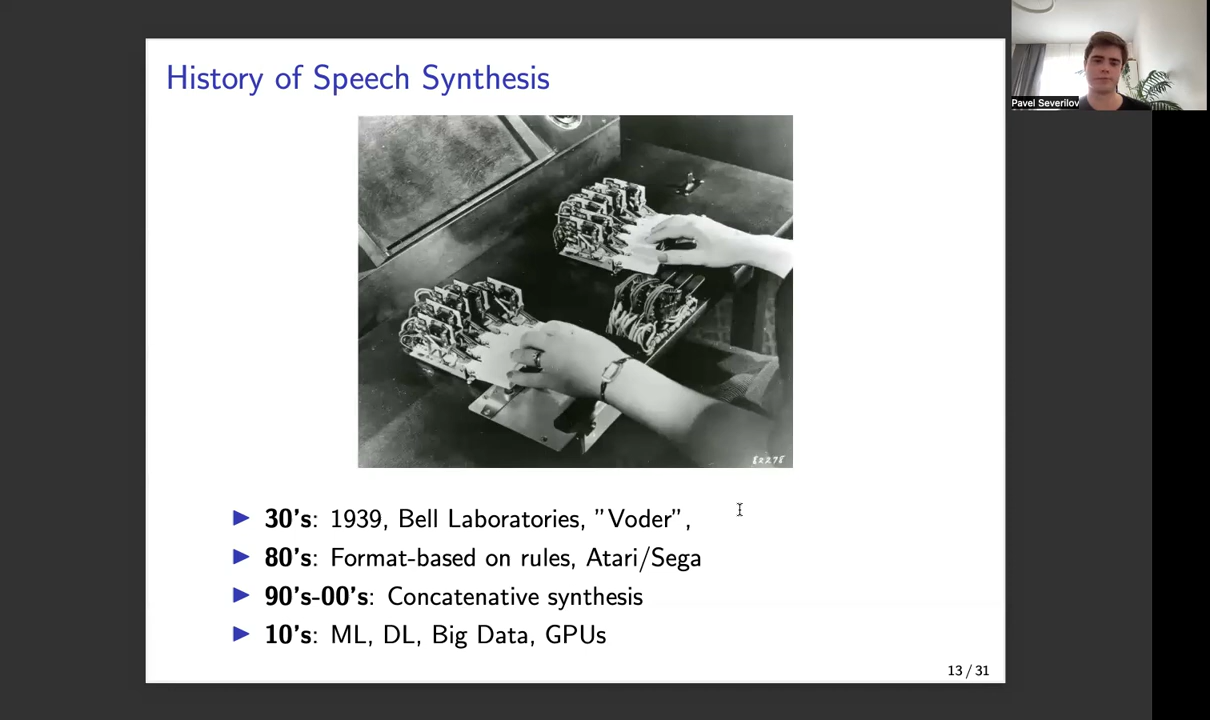 History of Speech Synthesis
Pavel Severilov
82278
▶ 30's: 1939, Bell Laboratories, "Voder",
▶ 80's: Format-based on rules, Atari/Sega
▶ 90's-00's: Concatenative synthesis
▶ 10's: ML, DL, Big Data, GPUs
13 / 31